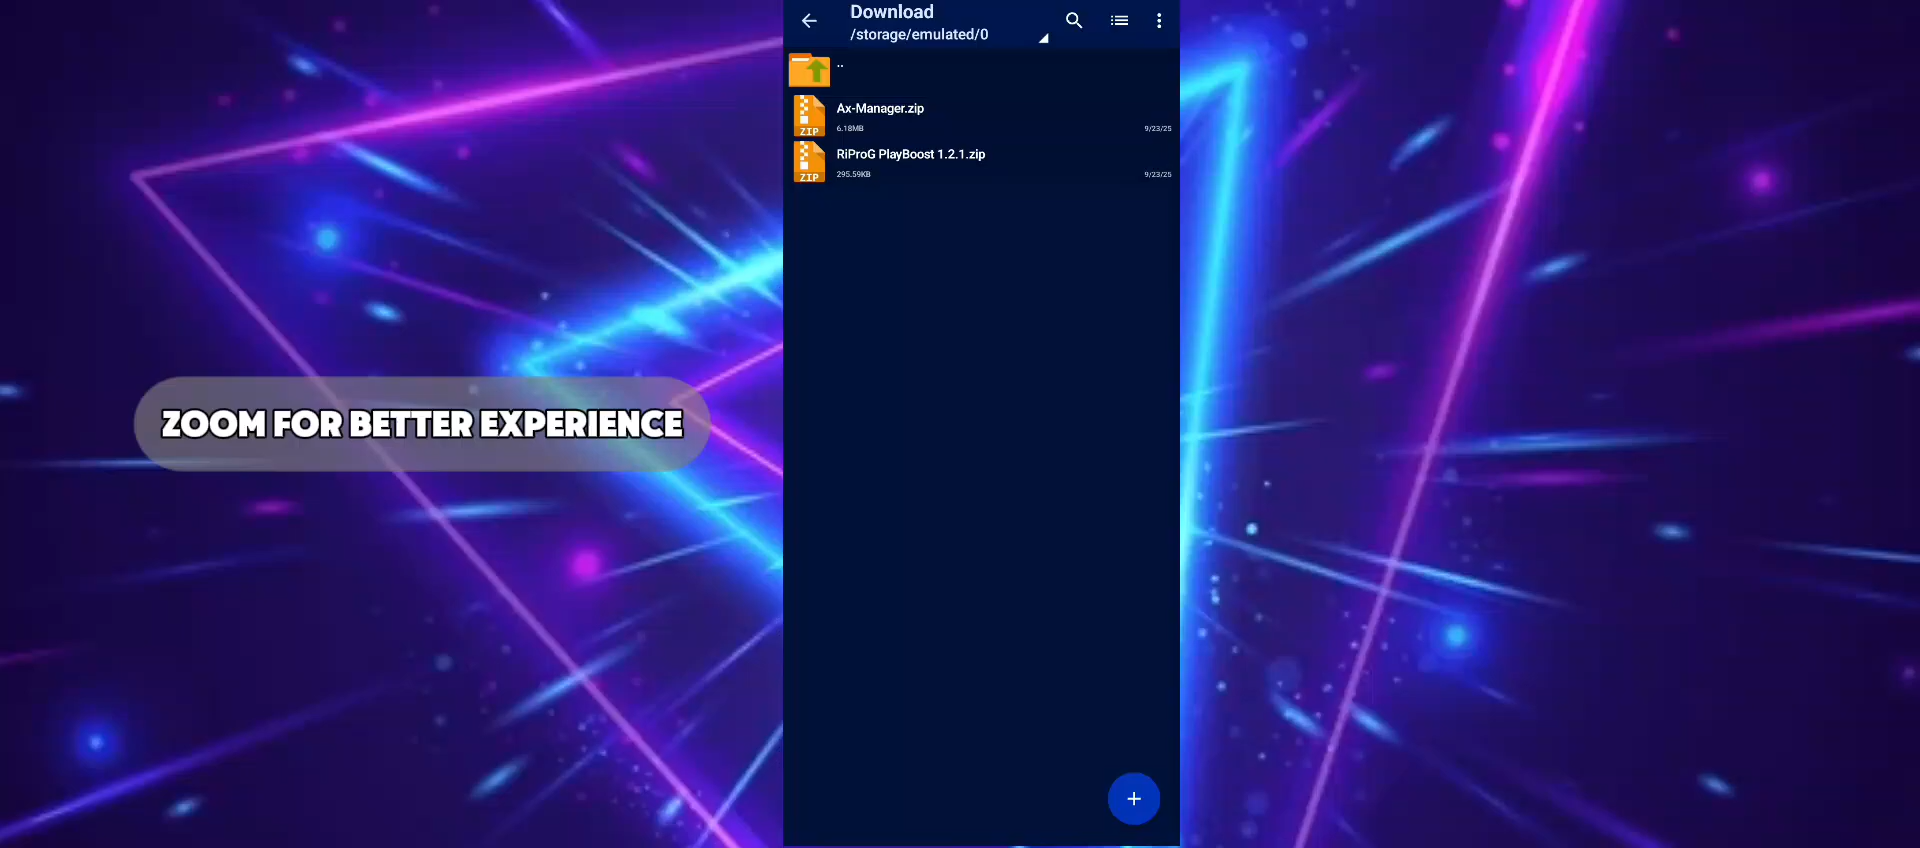 Download
/storage/emulated/0
..
ZIP
Ax-Manager.zip
6.18MB
9/23/25
ZIP
RiProG PlayBoost 1.2.1.zip
295.59KB
9/23/25
ZOOM FOR BETTER EXPERIENCE